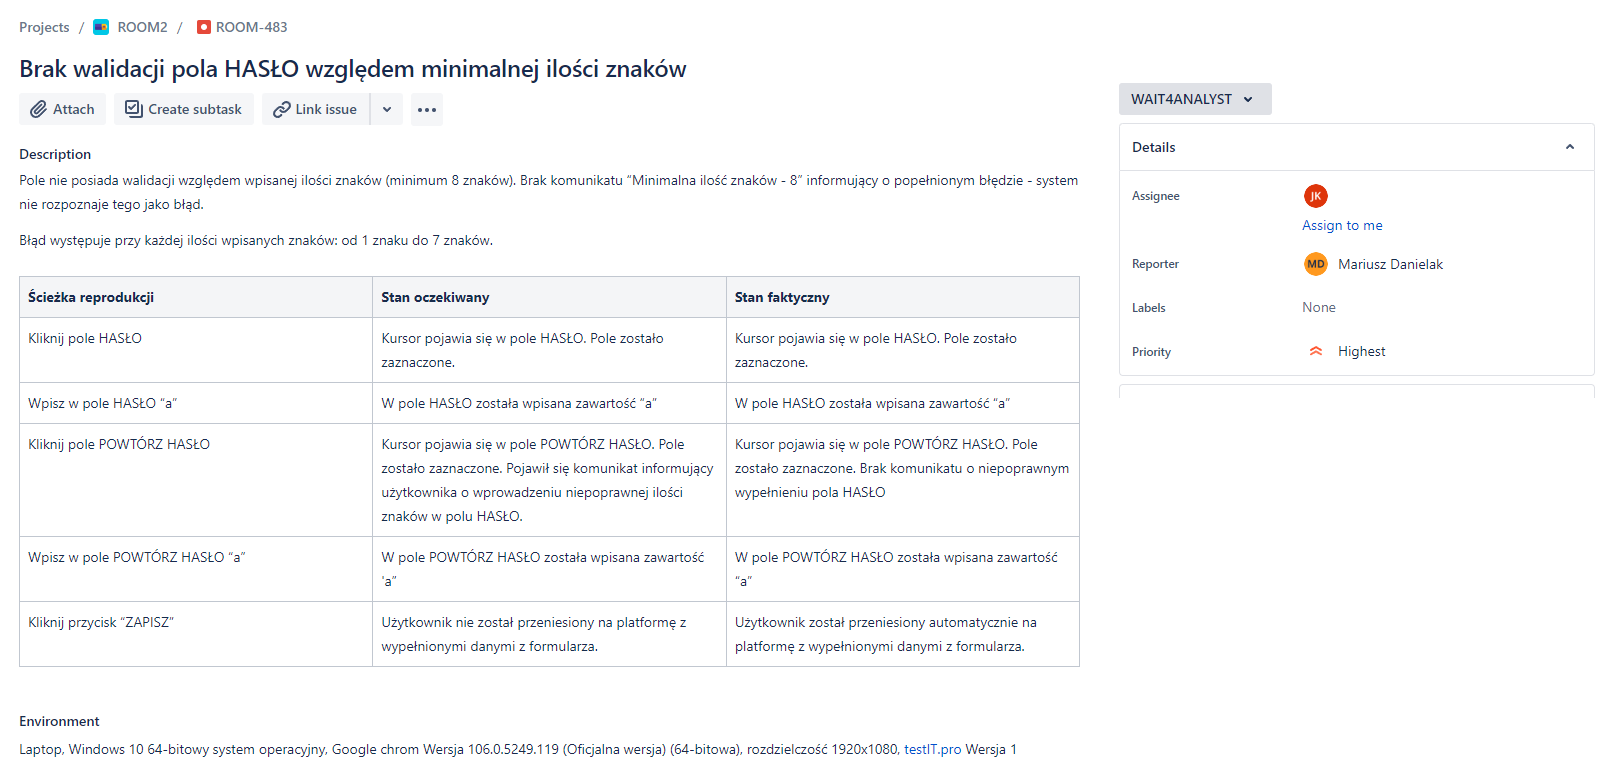 Projects / ROOM2 / ROOM-483
Brak walidacji pola HASŁO względem minimalnej ilości znaków
Attach Create subtask Link issue
WAIT4ANALYST
Description
Pole nie posiada walidacji względem wpisanej ilości znaków (minimum 8 znaków). Brak komunikatu “Minimalna ilość znaków - 8” informujący o popełnionym błędzie - system
nie rozpoznaje tego jako błąd.
Błąd występuje przy każdej ilości wpisanych znaków: od 1 znaku do 7 znaków.
Ścieżka reprodukcji
Stan oczekiwany
Stan faktyczny
Kliknij pole HASŁO
Kursor pojawia się w pole HASŁO. Pole zostało
zaznaczone.
Kursor pojawia się w pole HASŁO. Pole zostało
zaznaczone.
Wpisz w pole HASŁO “a”
W pole HASŁO została wpisana zawartość “a”
W pole HASŁO została wpisana zawartość “a”
Kliknij pole POWTÓRZ HASŁO
Kursor pojawia się w pole POWTÓRZ HASŁO. Pole
zostało zaznaczone. Pojawił się komunikat informujący
użytkownika o wprowadzeniu niepoprawnej ilości
znaków w polu HASŁO.
Kursor pojawia się w pole POWTÓRZ HASŁO. Pole
zostało zaznaczone. Brak komunikatu o niepoprawnym
wypełnieniu pola HASŁO
Wpisz w pole POWTÓRZ HASŁO “a”
W pole POWTÓRZ HASŁO została wpisana zawartość
'a”
W pole POWTÓRZ HASŁO została wpisana zawartość
“a”
Kliknij przycisk “ZAPISZ”
Użytkownik nie został przeniesiony na platformę z
wypełnionymi danymi z formularza.
Użytkownik został przeniesiony automatycznie na
platformę z wypełnionymi danymi z formularza.
Environment
Laptop, Windows 10 64-bitowy system operacyjny, Google chrom Wersja 106.0.5249.119 (Oficjalna wersja) (64-bitowa), rozdzielczość 1920x1080, testIT.pro Wersja 1
Details
Assignee JK
Assign to me
Reporter MD Mariusz Danielak
Labels None
Priority Highest